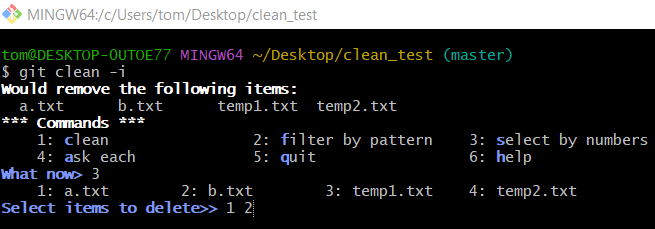 MINGW64:/c/Users/tom/Desktop/clean_test
tom@DESKTOP-OUTOE77 MINGW64 ~/Desktop/clean_test (master)
$ git clean -i
Would remove the following items:
  a.txt      b.txt      temp1.txt  temp2.txt
*** Commands ***
    1: clean                2: filter by pattern    3: select by numbers
    4: ask each             5: quit                 6: help
What now> 3
    1: a.txt       2: b.txt       3: temp1.txt   4: temp2.txt
Select items to delete>> 1 2